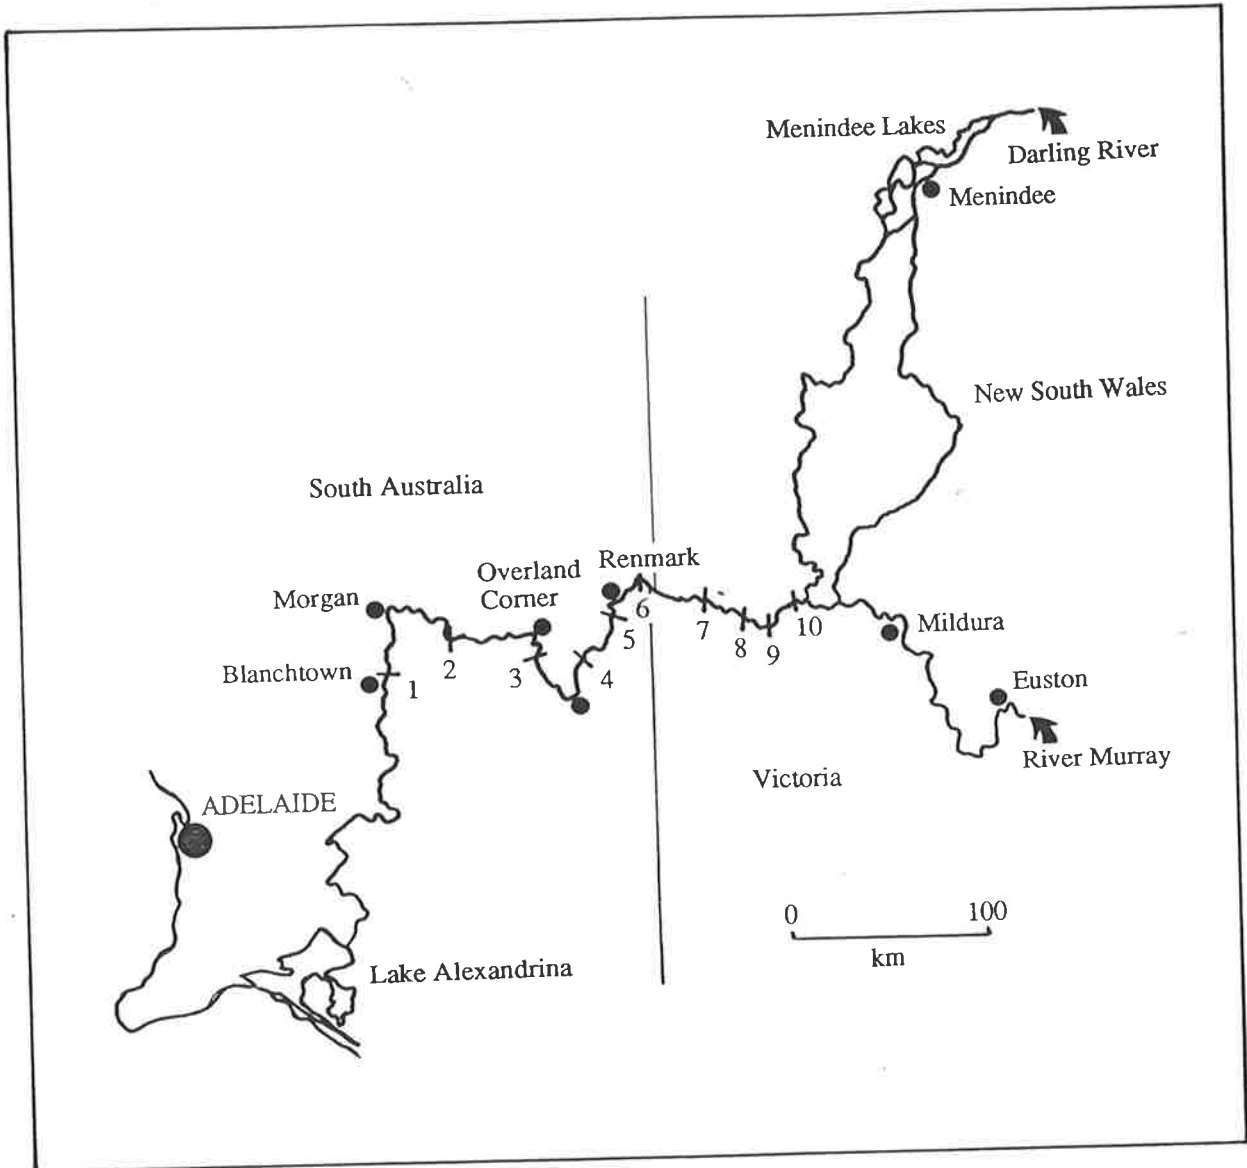 Menindee Lakes
Darling River
Menindee
New South Wales
South Australia
Renmark
Overland
Corner
Morgan
6
5
7
10
Mildura
8
9
Blanchtown
1
2
3
4
Euston
River Murray
Victoria
ADELAIDE
0
100
km
Lake Alexandrina